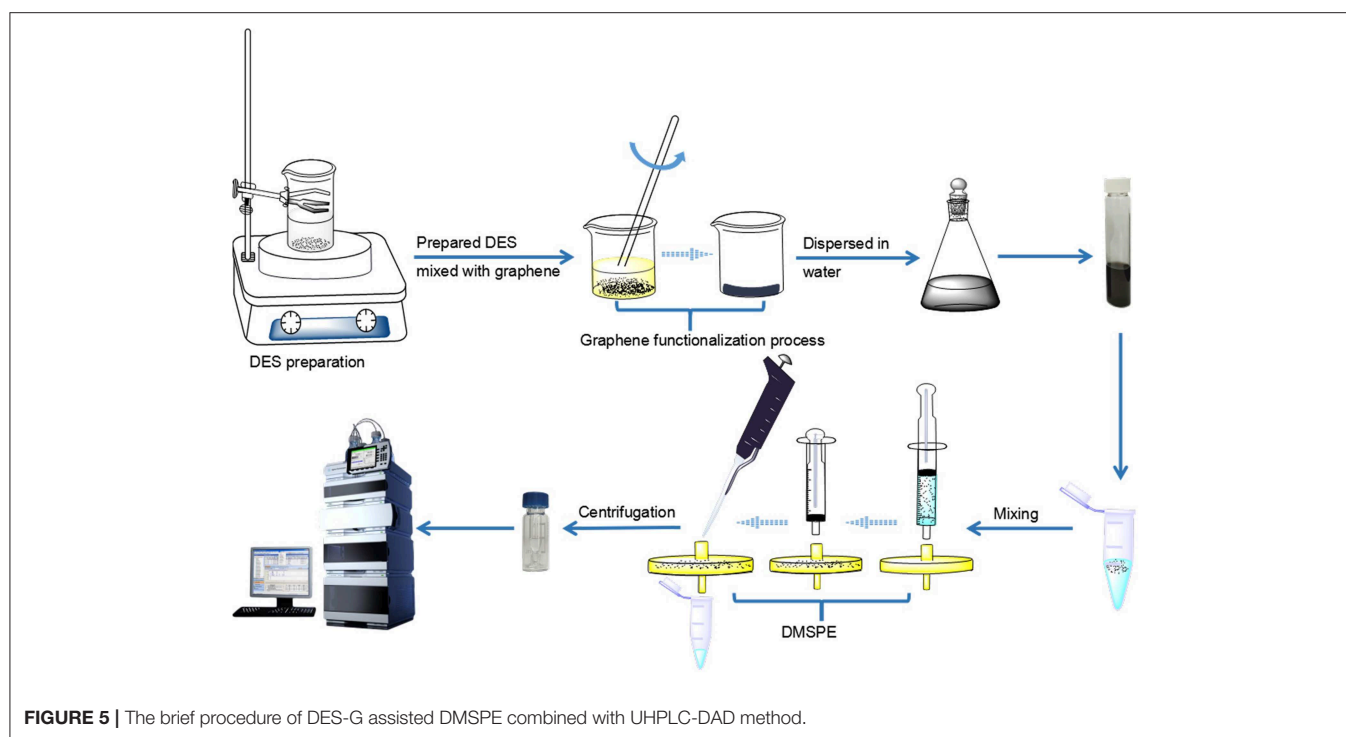 Prepared DES
mixed with graphene
Dispersed in
water
DES preparation
Graphene functionalization process
Centrifugation
Mixing
DMSPE
FIGURE 5 | The brief procedure of DES-G assisted DMSPE combined with UHPLC-DAD method.